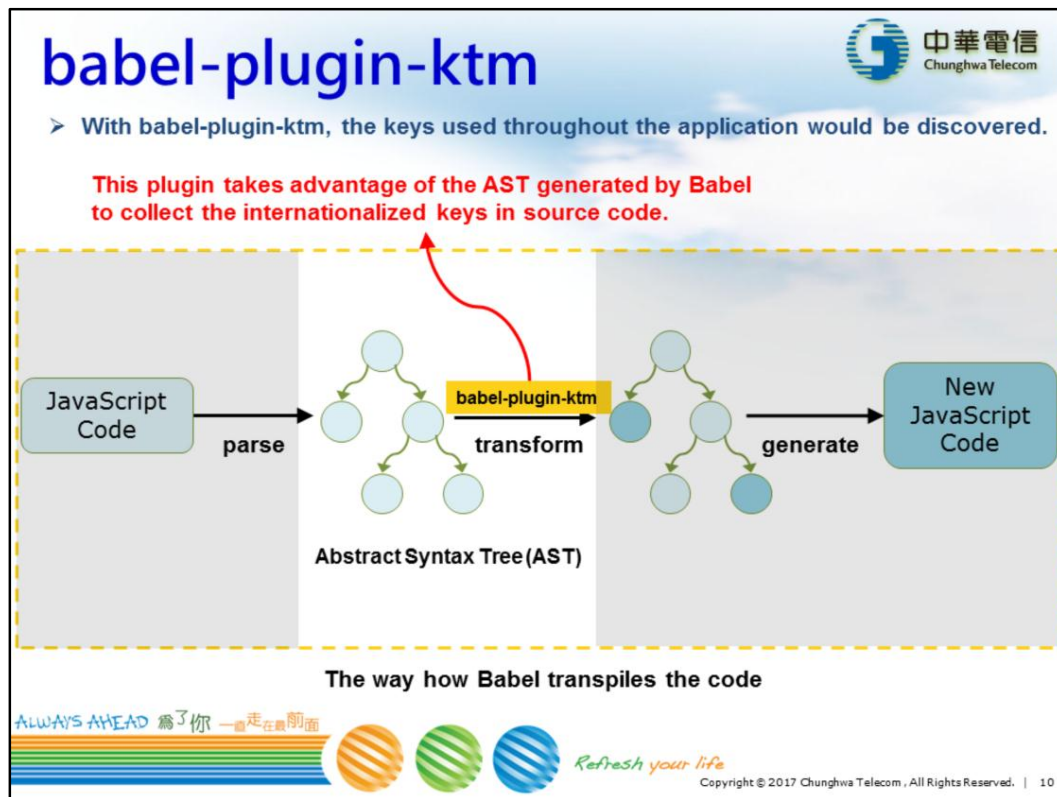 babel-plugin-ktm
中華電信
Chunghwa Telecom
➢ With babel-plugin-ktm, the keys used throughout the application would be discovered.
This plugin takes advantage of the AST generated by Babel
to collect the internationalized keys in source code.
JavaScript
Code
parse
babel-plugin-ktm
transform
generate
New
JavaScript
Code
Abstract Syntax Tree (AST)
The way how Babel transpiles the code
ALWAYS AHEAD 為了你 一直走在最前面
Refresh your life
Copyright © 2017 Chunghwa Telecom , All Rights Reserved. | 10